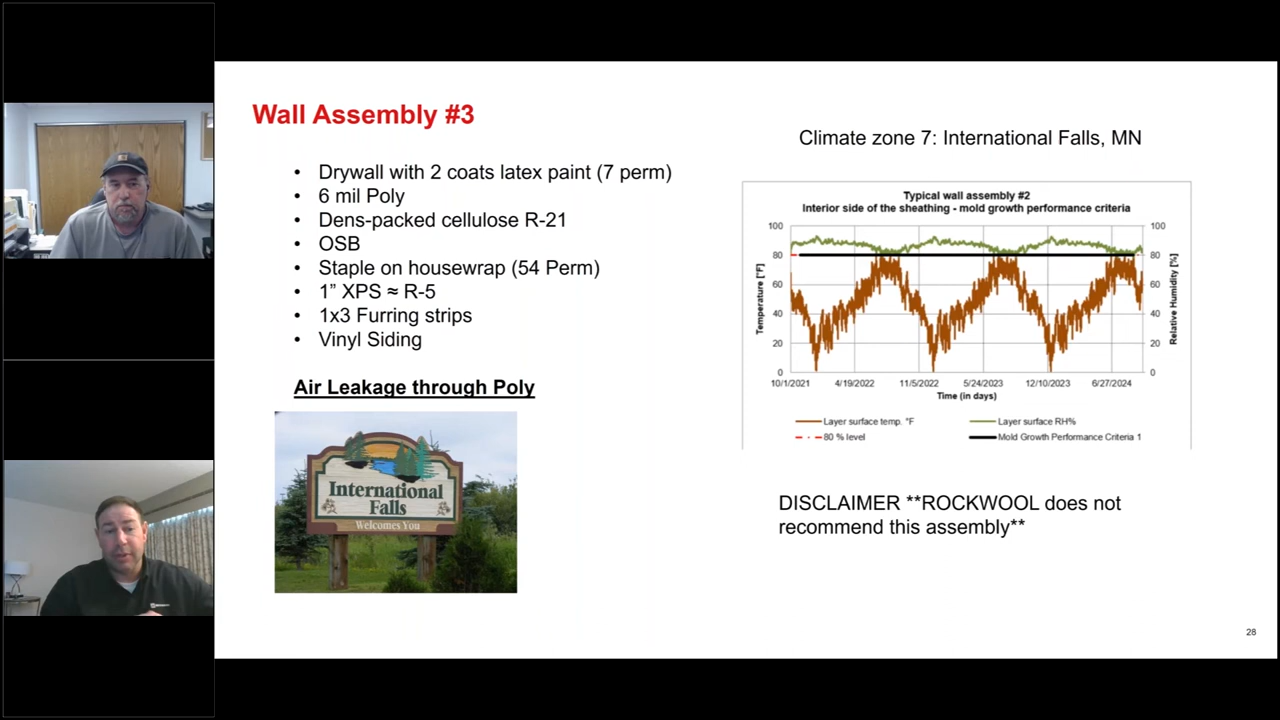 Wall Assembly #3
• Drywall with 2 coats latex paint (7 perm)
• 6 mil Poly
• Dens-packed cellulose R-21
• OSB
• Staple on housewrap (54 Perm)
• 1” XPS ≈ R-5
• 1x3 Furring strips
• Vinyl Siding
Air Leakage through Poly
International
Falls
Welcomes You
Climate zone 7: International Falls, MN
Typical wall assembly #2
Interior side of the sheathing - mold growth performance criteria
Temperature [°F]
100
80
60
40
20
0
100
80
60
40
20
0
Relative Humidity [%]
10/1/2021 4/19/2022 11/5/2022 5/24/2023 12/10/2023 6/27/2024
Time (in days)
Layer surface temp. °F Layer surface RH%
80 % level Mold Growth Performance Criteria 1
DISCLAIMER **ROCKWOOL does not
recommend this assembly**
28